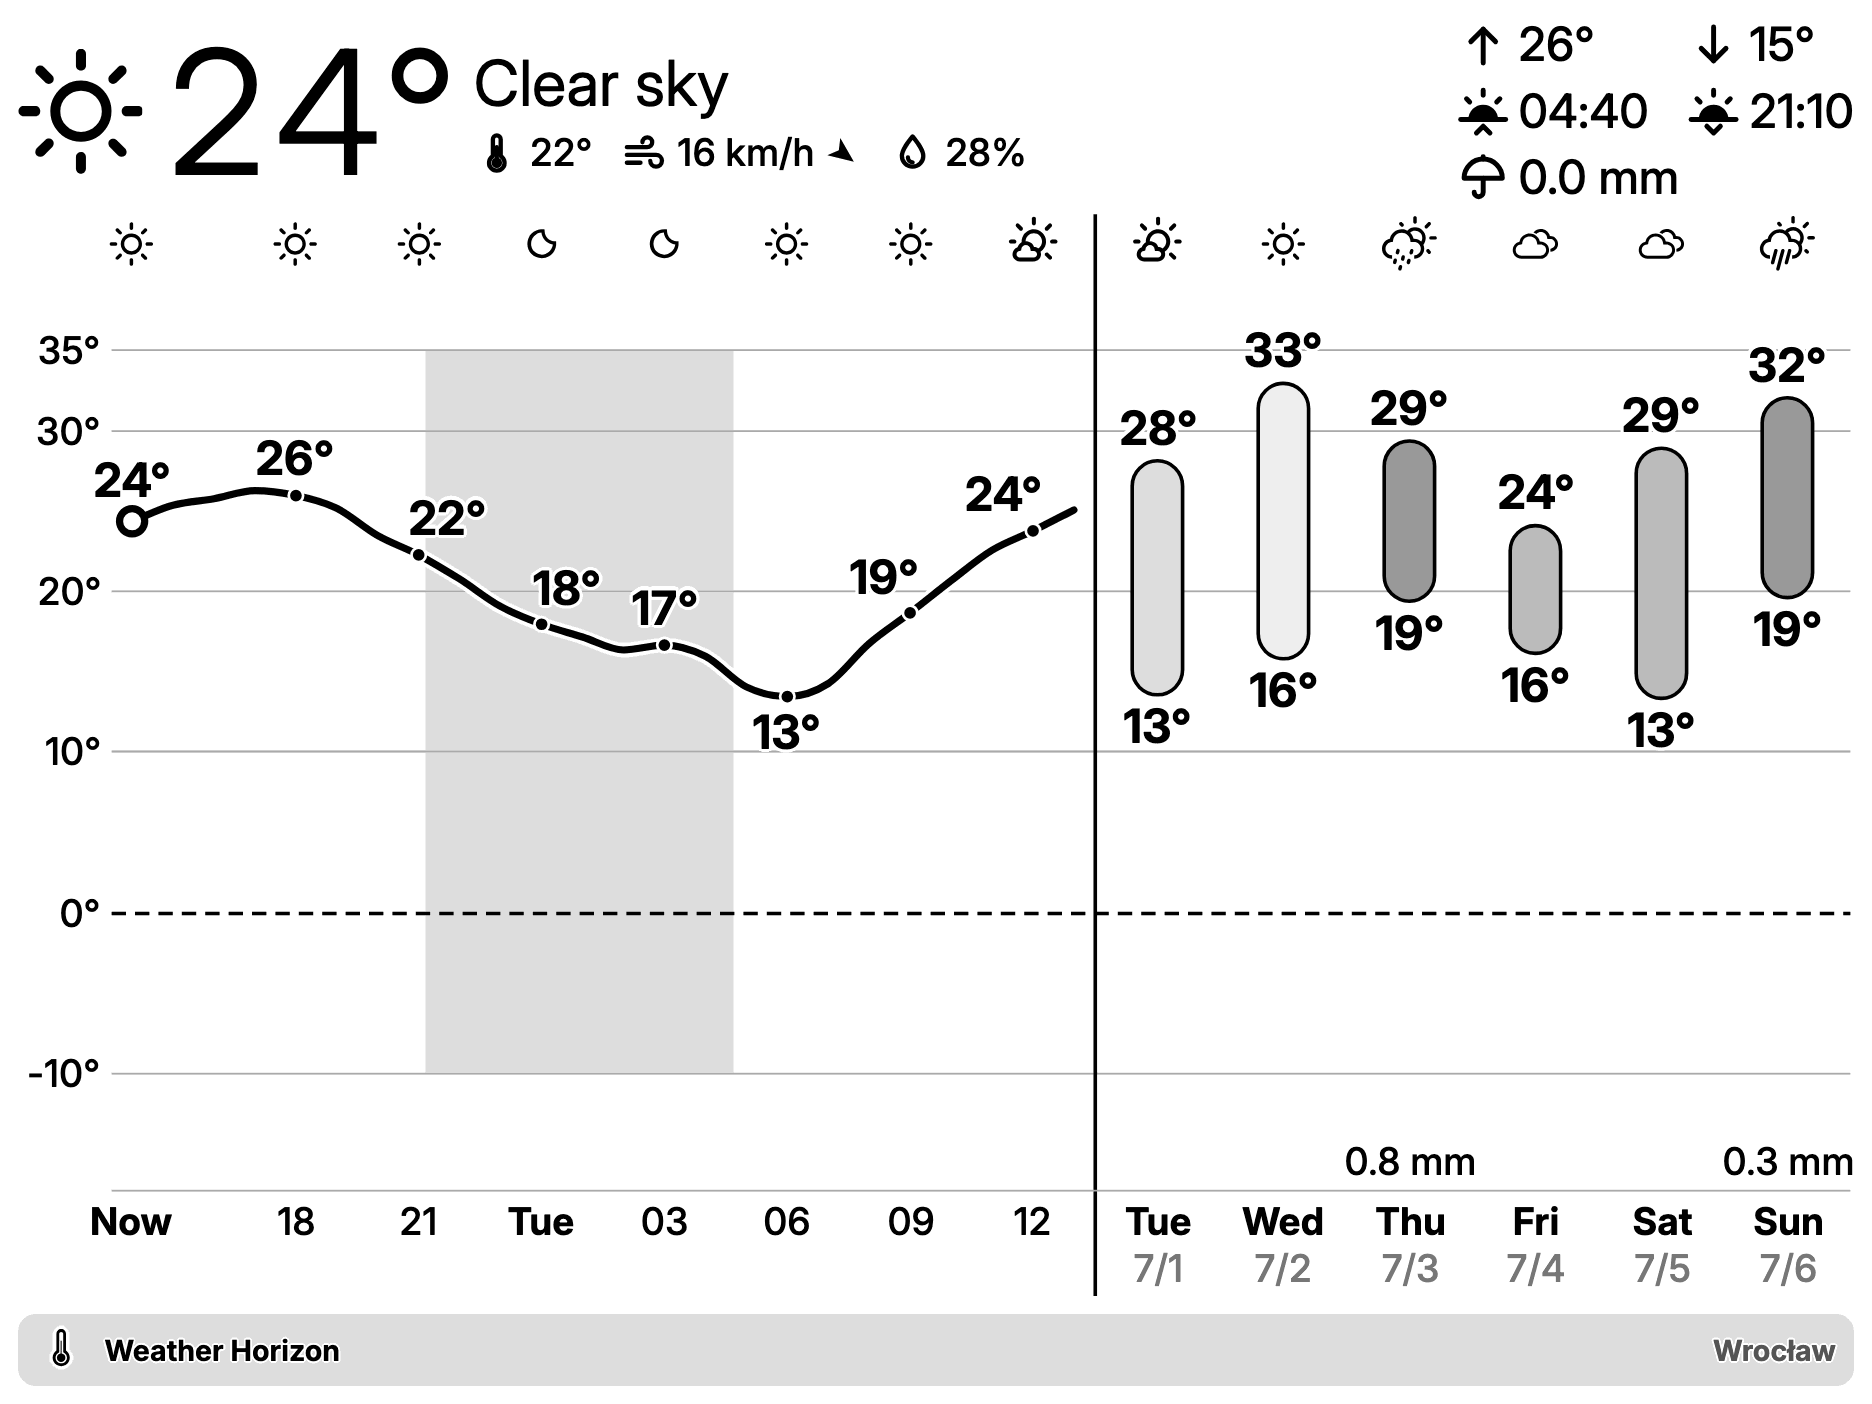 24° Clear sky
22° 16 km/h 28%
26° 15°
04:40 21:10
0.0 mm
35°
30°
20°
10°
0°
-10°
24° 26° 22° 18° 17° 13° 19° 24°
28° 33° 29° 24° 29° 32°
13° 16° 19° 16° 13° 19°
0.8 mm 0.3 mm
Now 18 21 Tue 03 06 09 12 Tue Wed Thu Fri Sat Sun
7/1 7/2 7/3 7/4 7/5 7/6
Weather Horizon Wrocław